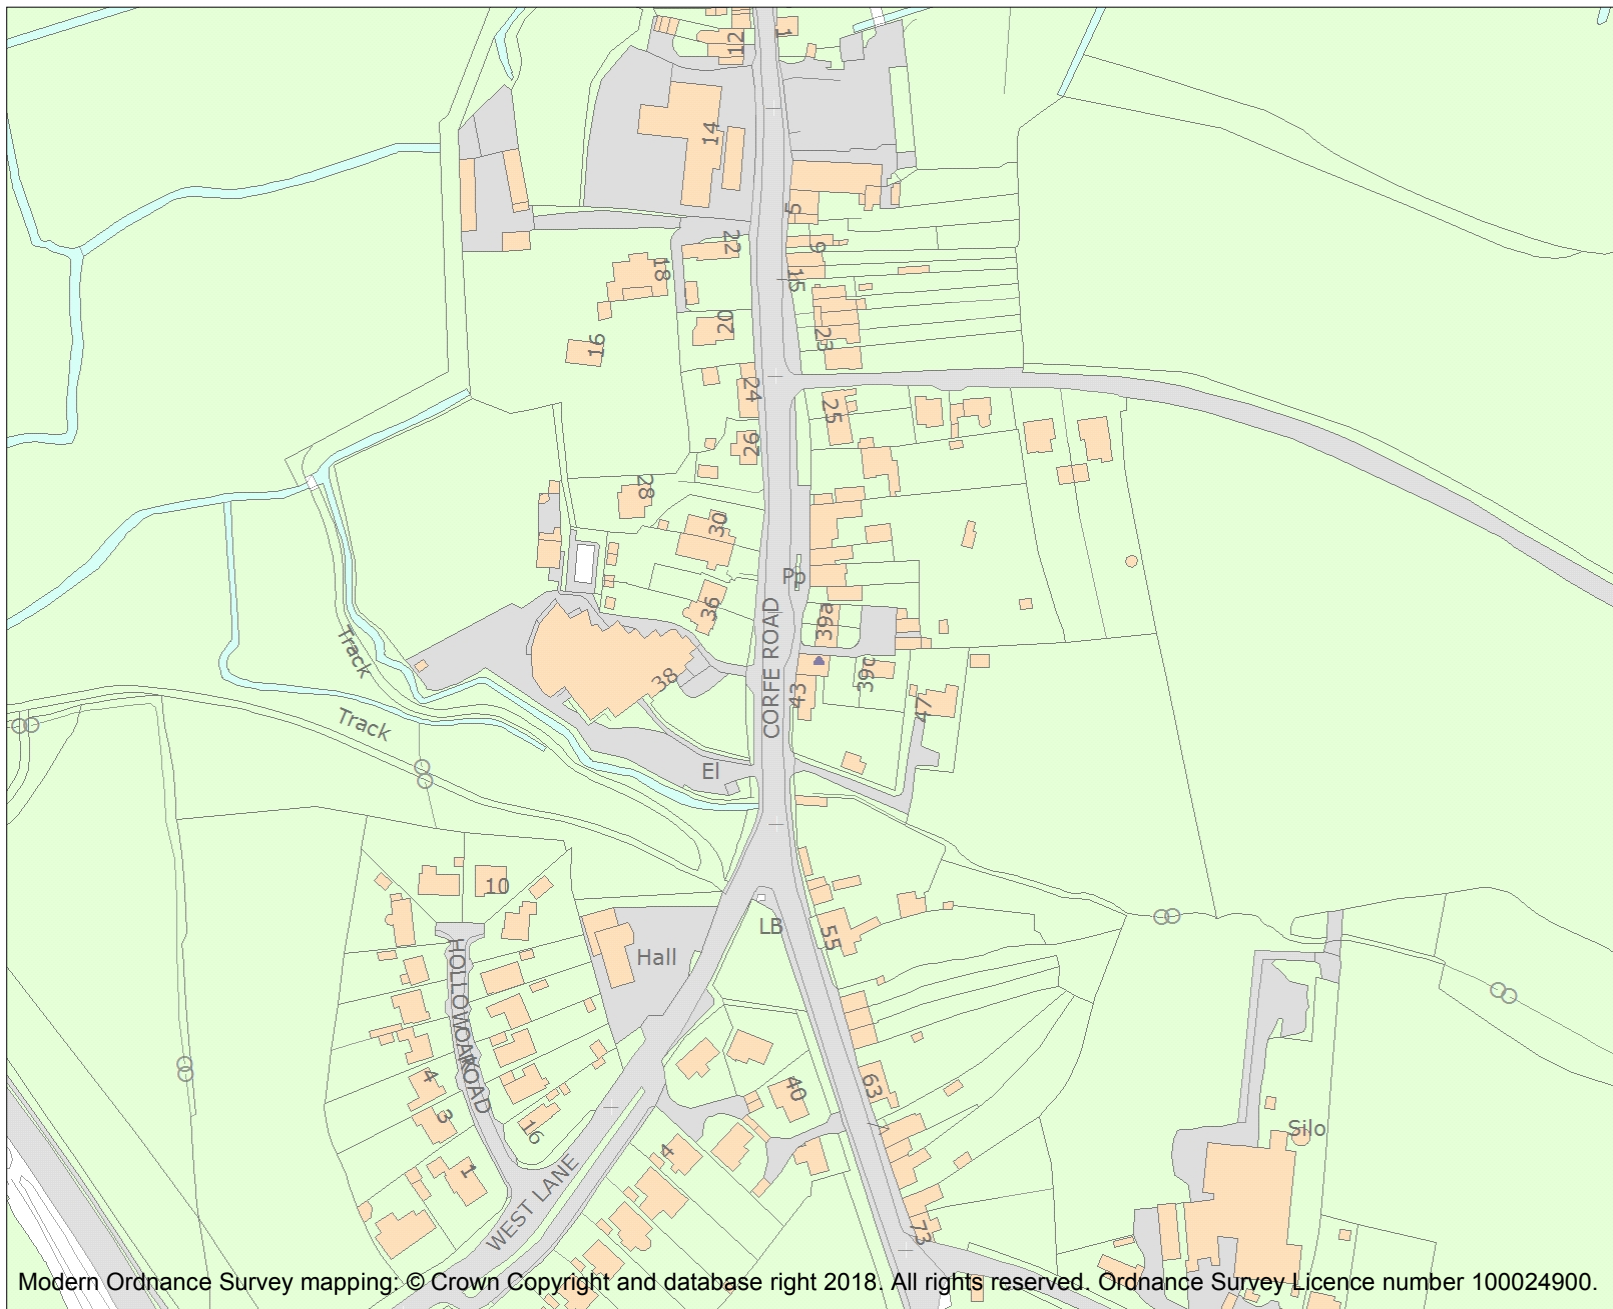 12
1
14
5
22
9
18
15
20
16
23
24
25
26
28
30
Pp
36
39a
CORFE ROAD
Track
38
39c
43
47
Track
El
10
LB
55
Hall
HOLLOWOAK ROAD
4
63
40
3
16
Silo
4
1
WEST LANE
73
Modern Ordnance Survey mapping: © Crown Copyright and database right 2018. All rights reserved. Ordnance Survey Licence number 100024900.